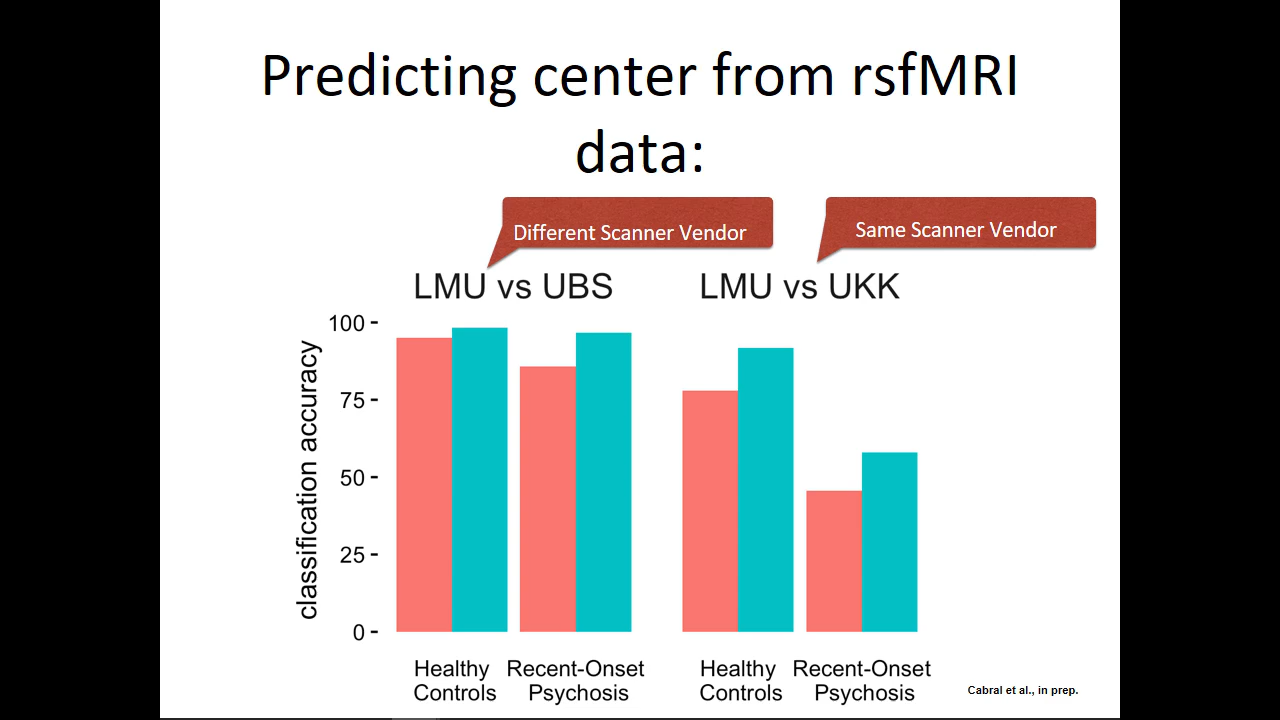 Predicting center from rsfMRI
data:
Different Scanner Vendor
Same Scanner Vendor
LMU vs UBS
LMU vs UKK
classification accuracy
100
75
50
25
0
Healthy
Controls
Recent-Onset
Psychosis
Healthy
Controls
Recent-Onset
Psychosis
Cabral et al., in prep.